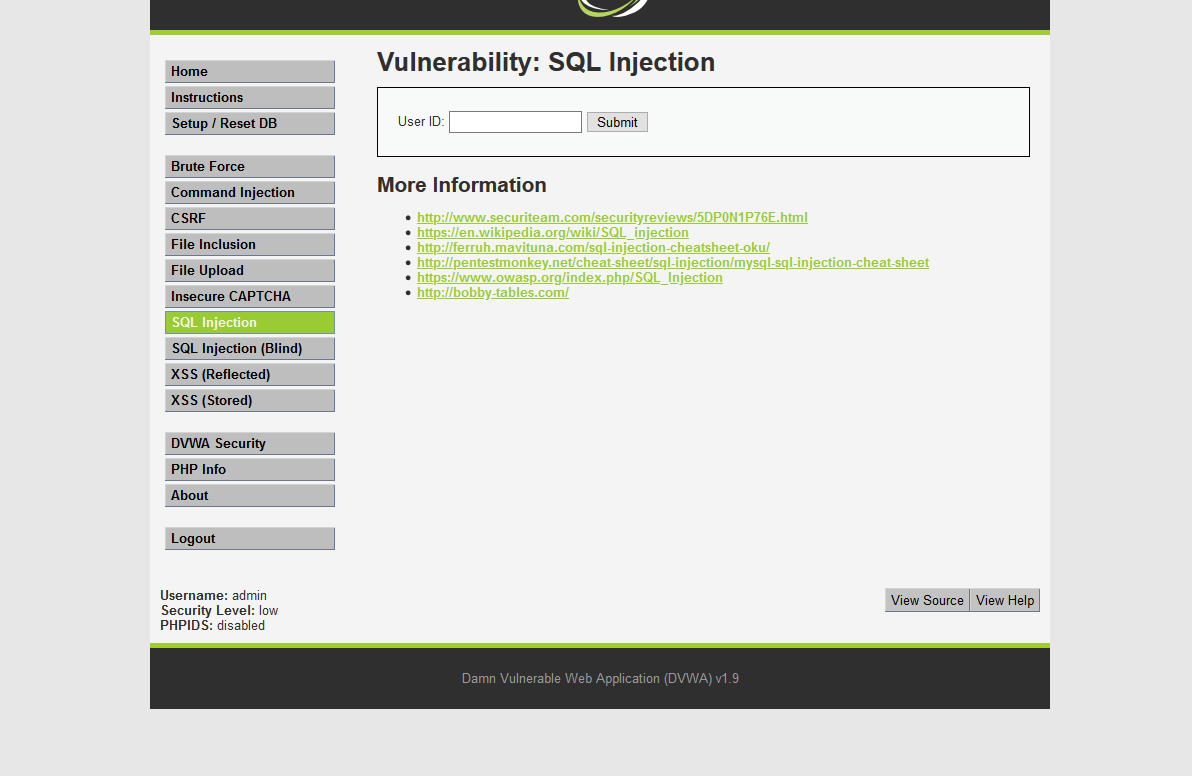 Home
Instructions
Setup / Reset DB
Brute Force
Command Injection
CSRF
File Inclusion
File Upload
Insecure CAPTCHA
SQL Injection
SQL Injection (Blind)
XSS (Reflected)
XSS (Stored)
DVWA Security
PHP Info
About
Logout
Vulnerability: SQL Injection
User ID: Submit
More Information
http://www.securiteam.com/securityreviews/5DP0N1P76E.html
https://en.wikipedia.org/wiki/SQL_injection
http://ferruh.mavituna.com/sql-injection-cheatsheet-oku/
http://pentestmonkey.net/cheat-sheet/sql-injection/mysql-sql-injection-cheat-sheet
https://www.owasp.org/index.php/SQL_Injection
http://bobby-tables.com/
Username: admin
Security Level: low
PHPIDS: disabled
View Source View Help
Damn Vulnerable Web Application (DVWA) v1.9